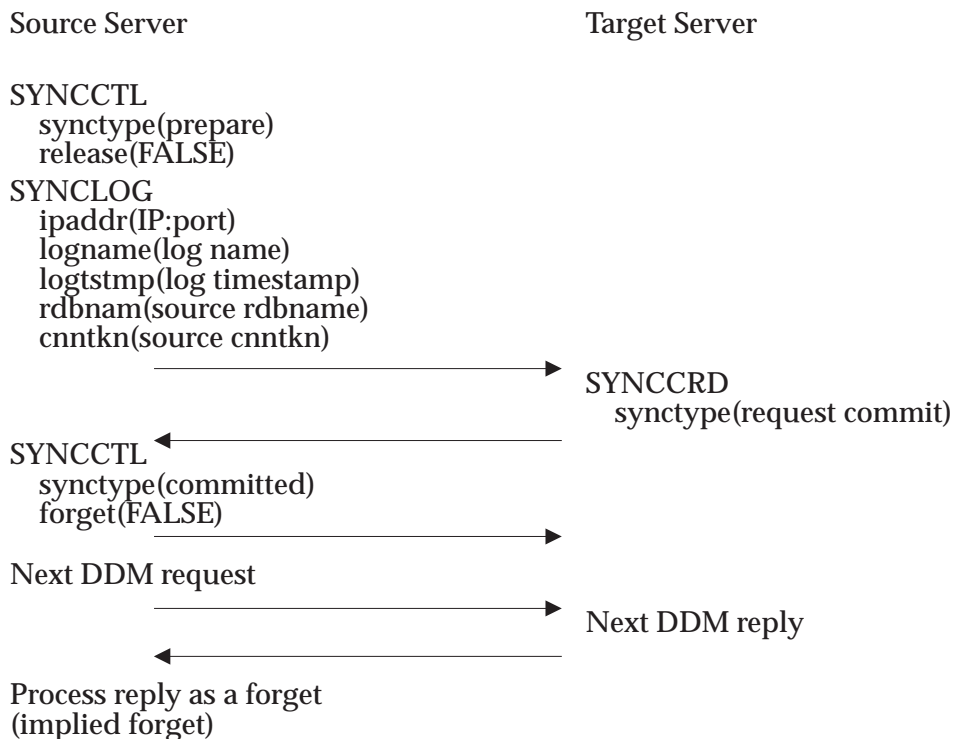 Source Server
Target Server
SYNCCTL
synctype(prepare)
release(FALSE)
SYNCLOG
ipaddr(IP:port)
logname(log name)
logtstmp(log timestamp)
rdbnam(source rdbname)
cnntkn(source cnntkn)
SYNCCRD
synctype(request commit)
SYNCCTL
synctype(committed)
forget(FALSE)
Next DDM request
Next DDM reply
Process reply as a forget
(implied forget)